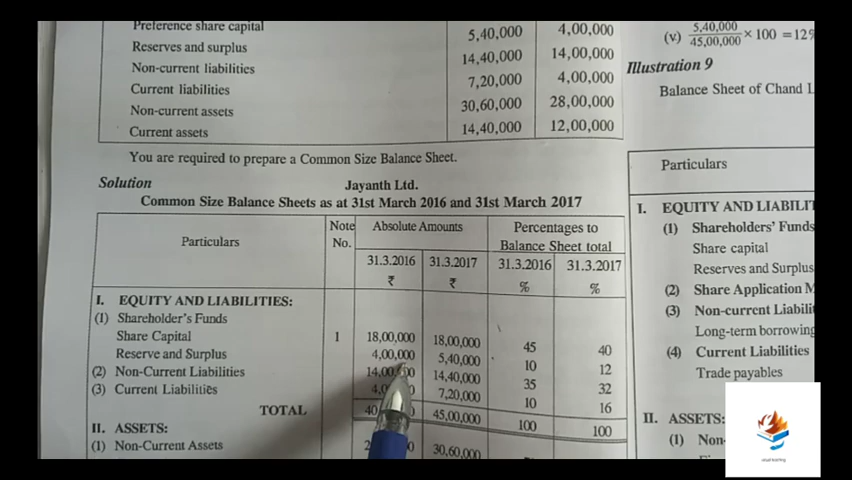 Preference share capital
5,40,000 4,00,000
Reserves and surplus
14,40,000 14,00,000
Non-current liabilities
7,20,000 4,00,000
Current liabilities
30,60,000 28,00,000
Non-current assets
14,40,000 12,00,000
Current assets
You are required to prepare a Common Size Balance Sheet.
Solution Jayanth Ltd.
Common Size Balance Sheets as at 31st March 2016 and 31st March 2017
Particulars Note No. Absolute Amounts Percentages to Balance Sheet total
31.3.2016 31.3.2017 31.3.2016 31.3.2017
₹ ₹ % %
I. EQUITY AND LIABILITIES:
(1) Shareholder's Funds
Share Capital 1 18,00,000 18,00,000 45 40
Reserve and Surplus 4,00,000 5,40,000 10 12
(2) Non-Current Liabilities 14,40,000 35 32
(3) Current Liabilities 7,20,000 10 16
TOTAL 45,00,000 100 100
II. ASSETS:
(1) Non-Current Assets 30,60,000
(v) 5,40,000 / 45,00,000 × 100 = 12%
Illustration 9
Balance Sheet of Chand L
Particulars
I. EQUITY AND LIABILIT
(1) Shareholders' Funds
Share capital
Reserves and Surplus
(2) Share Application M
(3) Non-current Liabilit
Long-term borrowing
(4) Current Liabilities
Trade payables
II. ASSETS:
(1) Non-